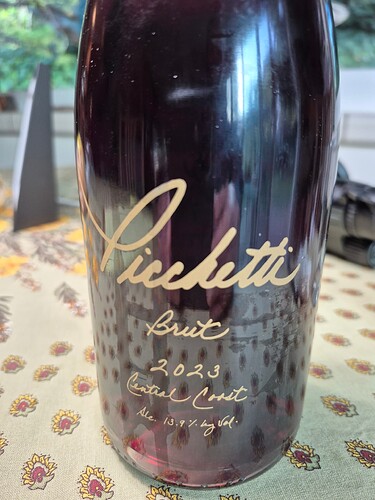 Picchetti
Brut
2023
Central Coast
Alc. 13.9% by Vol.